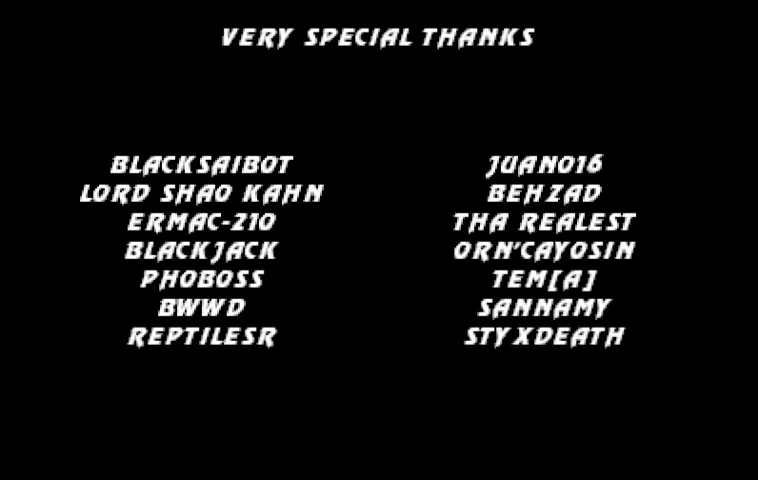 VERY SPECIAL THANKS
BLACKSAIBOT
LORD SHAO KAHN
ERMAC-210
BLACKJACK
PHOBOSS
BWWD
REPTILESR
JUANO16
BEHZAD
THA REALEST
ORN'CAYOSIN
TEM[A]
SANNAMY
STYXDEATH